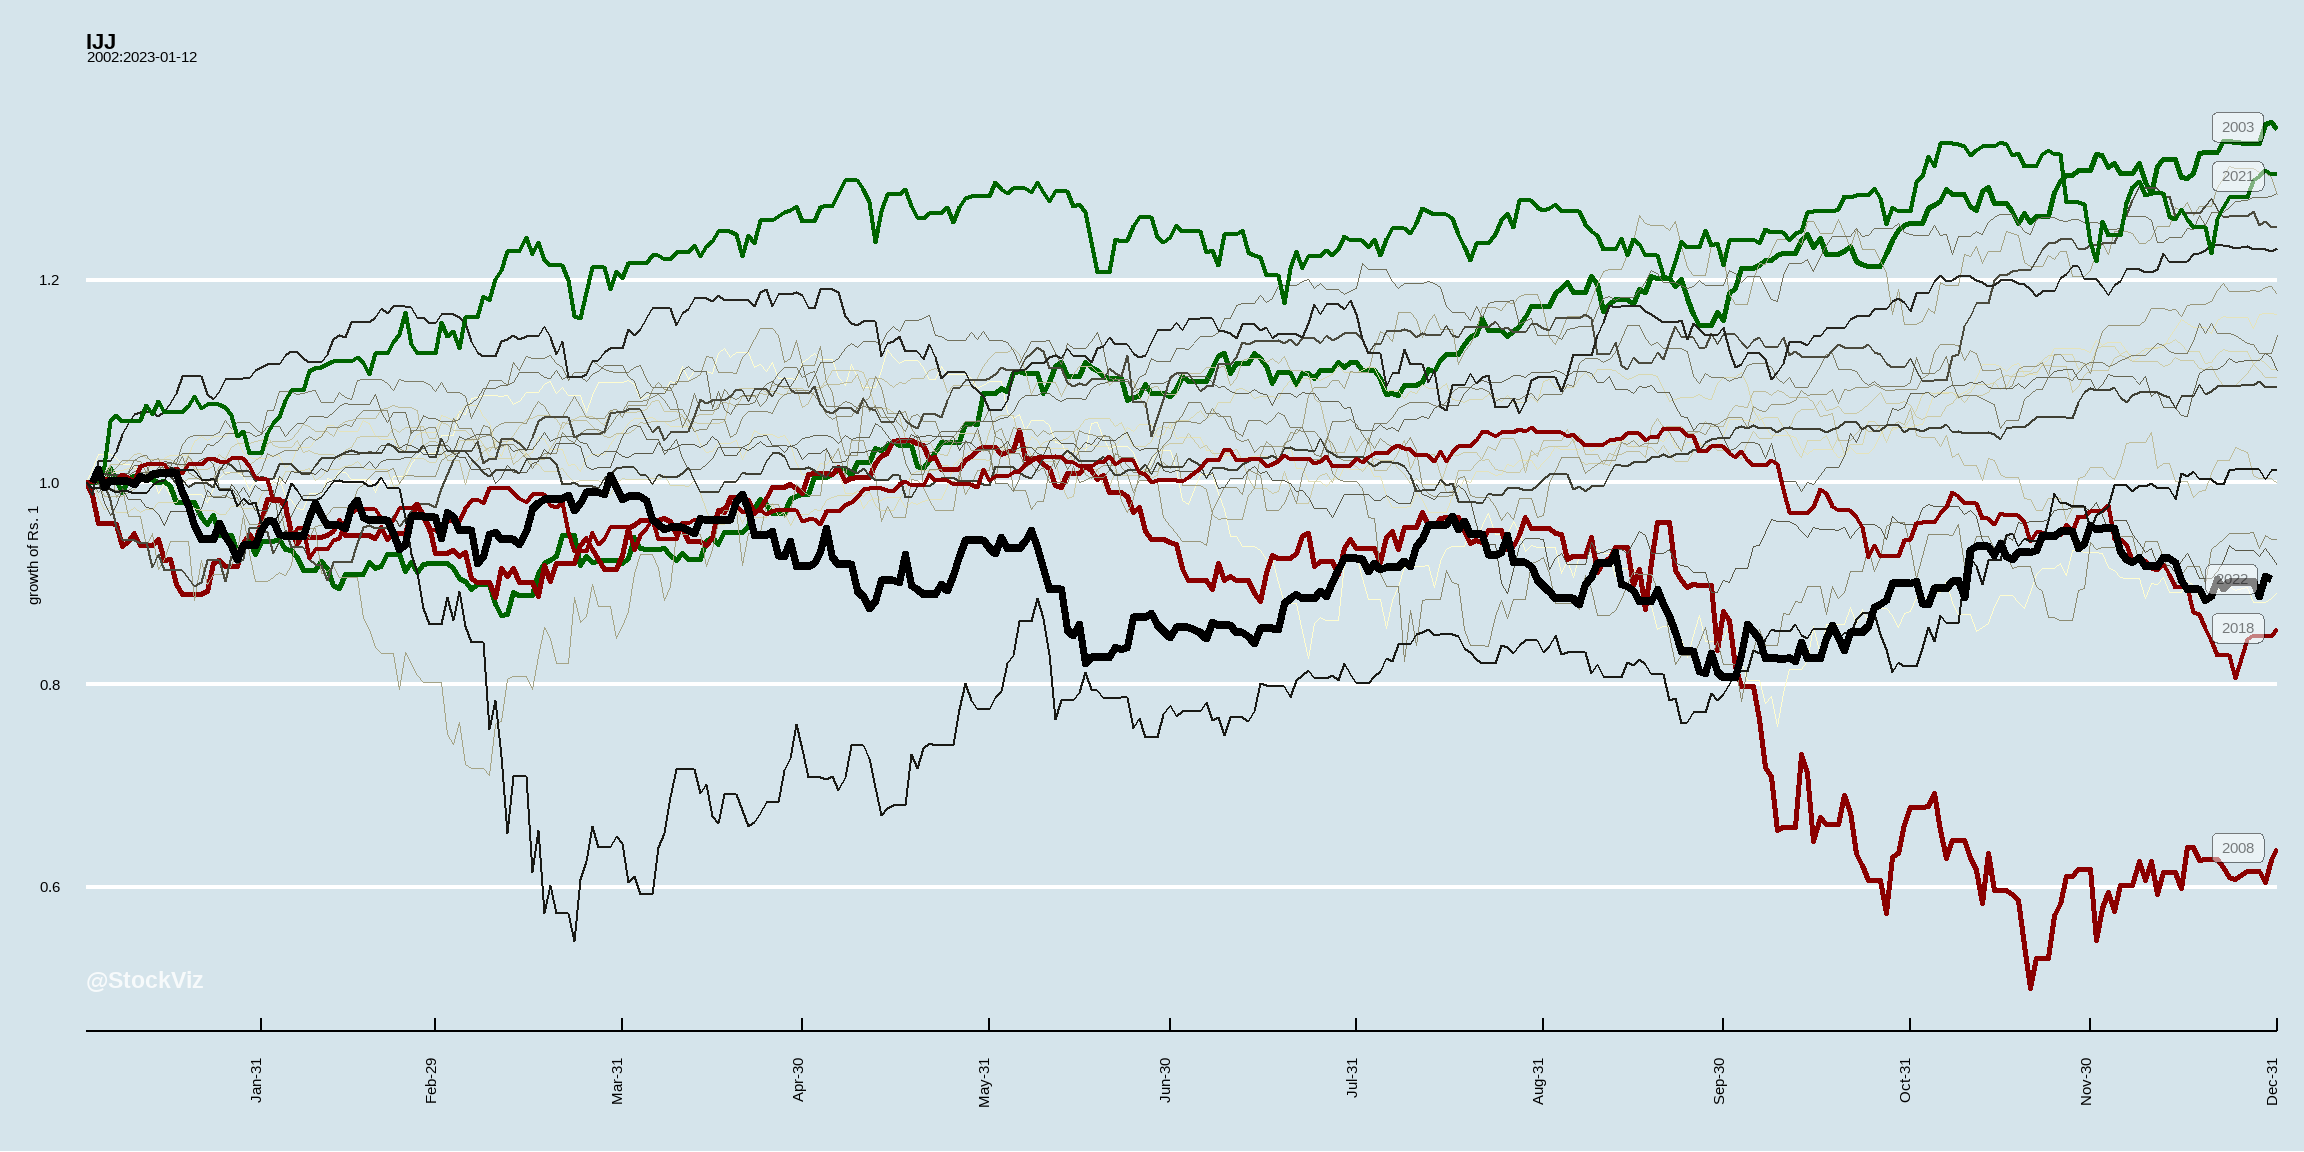 IJJ
2002:2023-01-12
2003
2021
1.2
1.0
growth of Rs. 1
2022
2018
0.8
2008
0.6
@StockViz
Jan-31
Feb-29
Mar-31
Apr-30
May-31
Jun-30
Jul-31
Aug-31
Sep-30
Oct-31
Nov-30
Dec-31